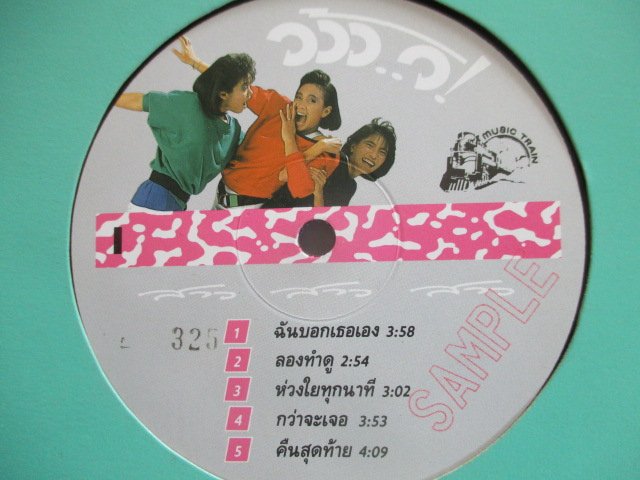 ว้าว..ว!
MUSIC TRAIN
I
สาว สาว สาว
325
SAMPLE
1 ฉันบอกเธอเอง 3:58
2 ลองทำดู 2:54
3 ห่วงใยทุกนาที 3:02
4 กว่าจะเจอ 3:53
5 คืนสุดท้าย 4:09